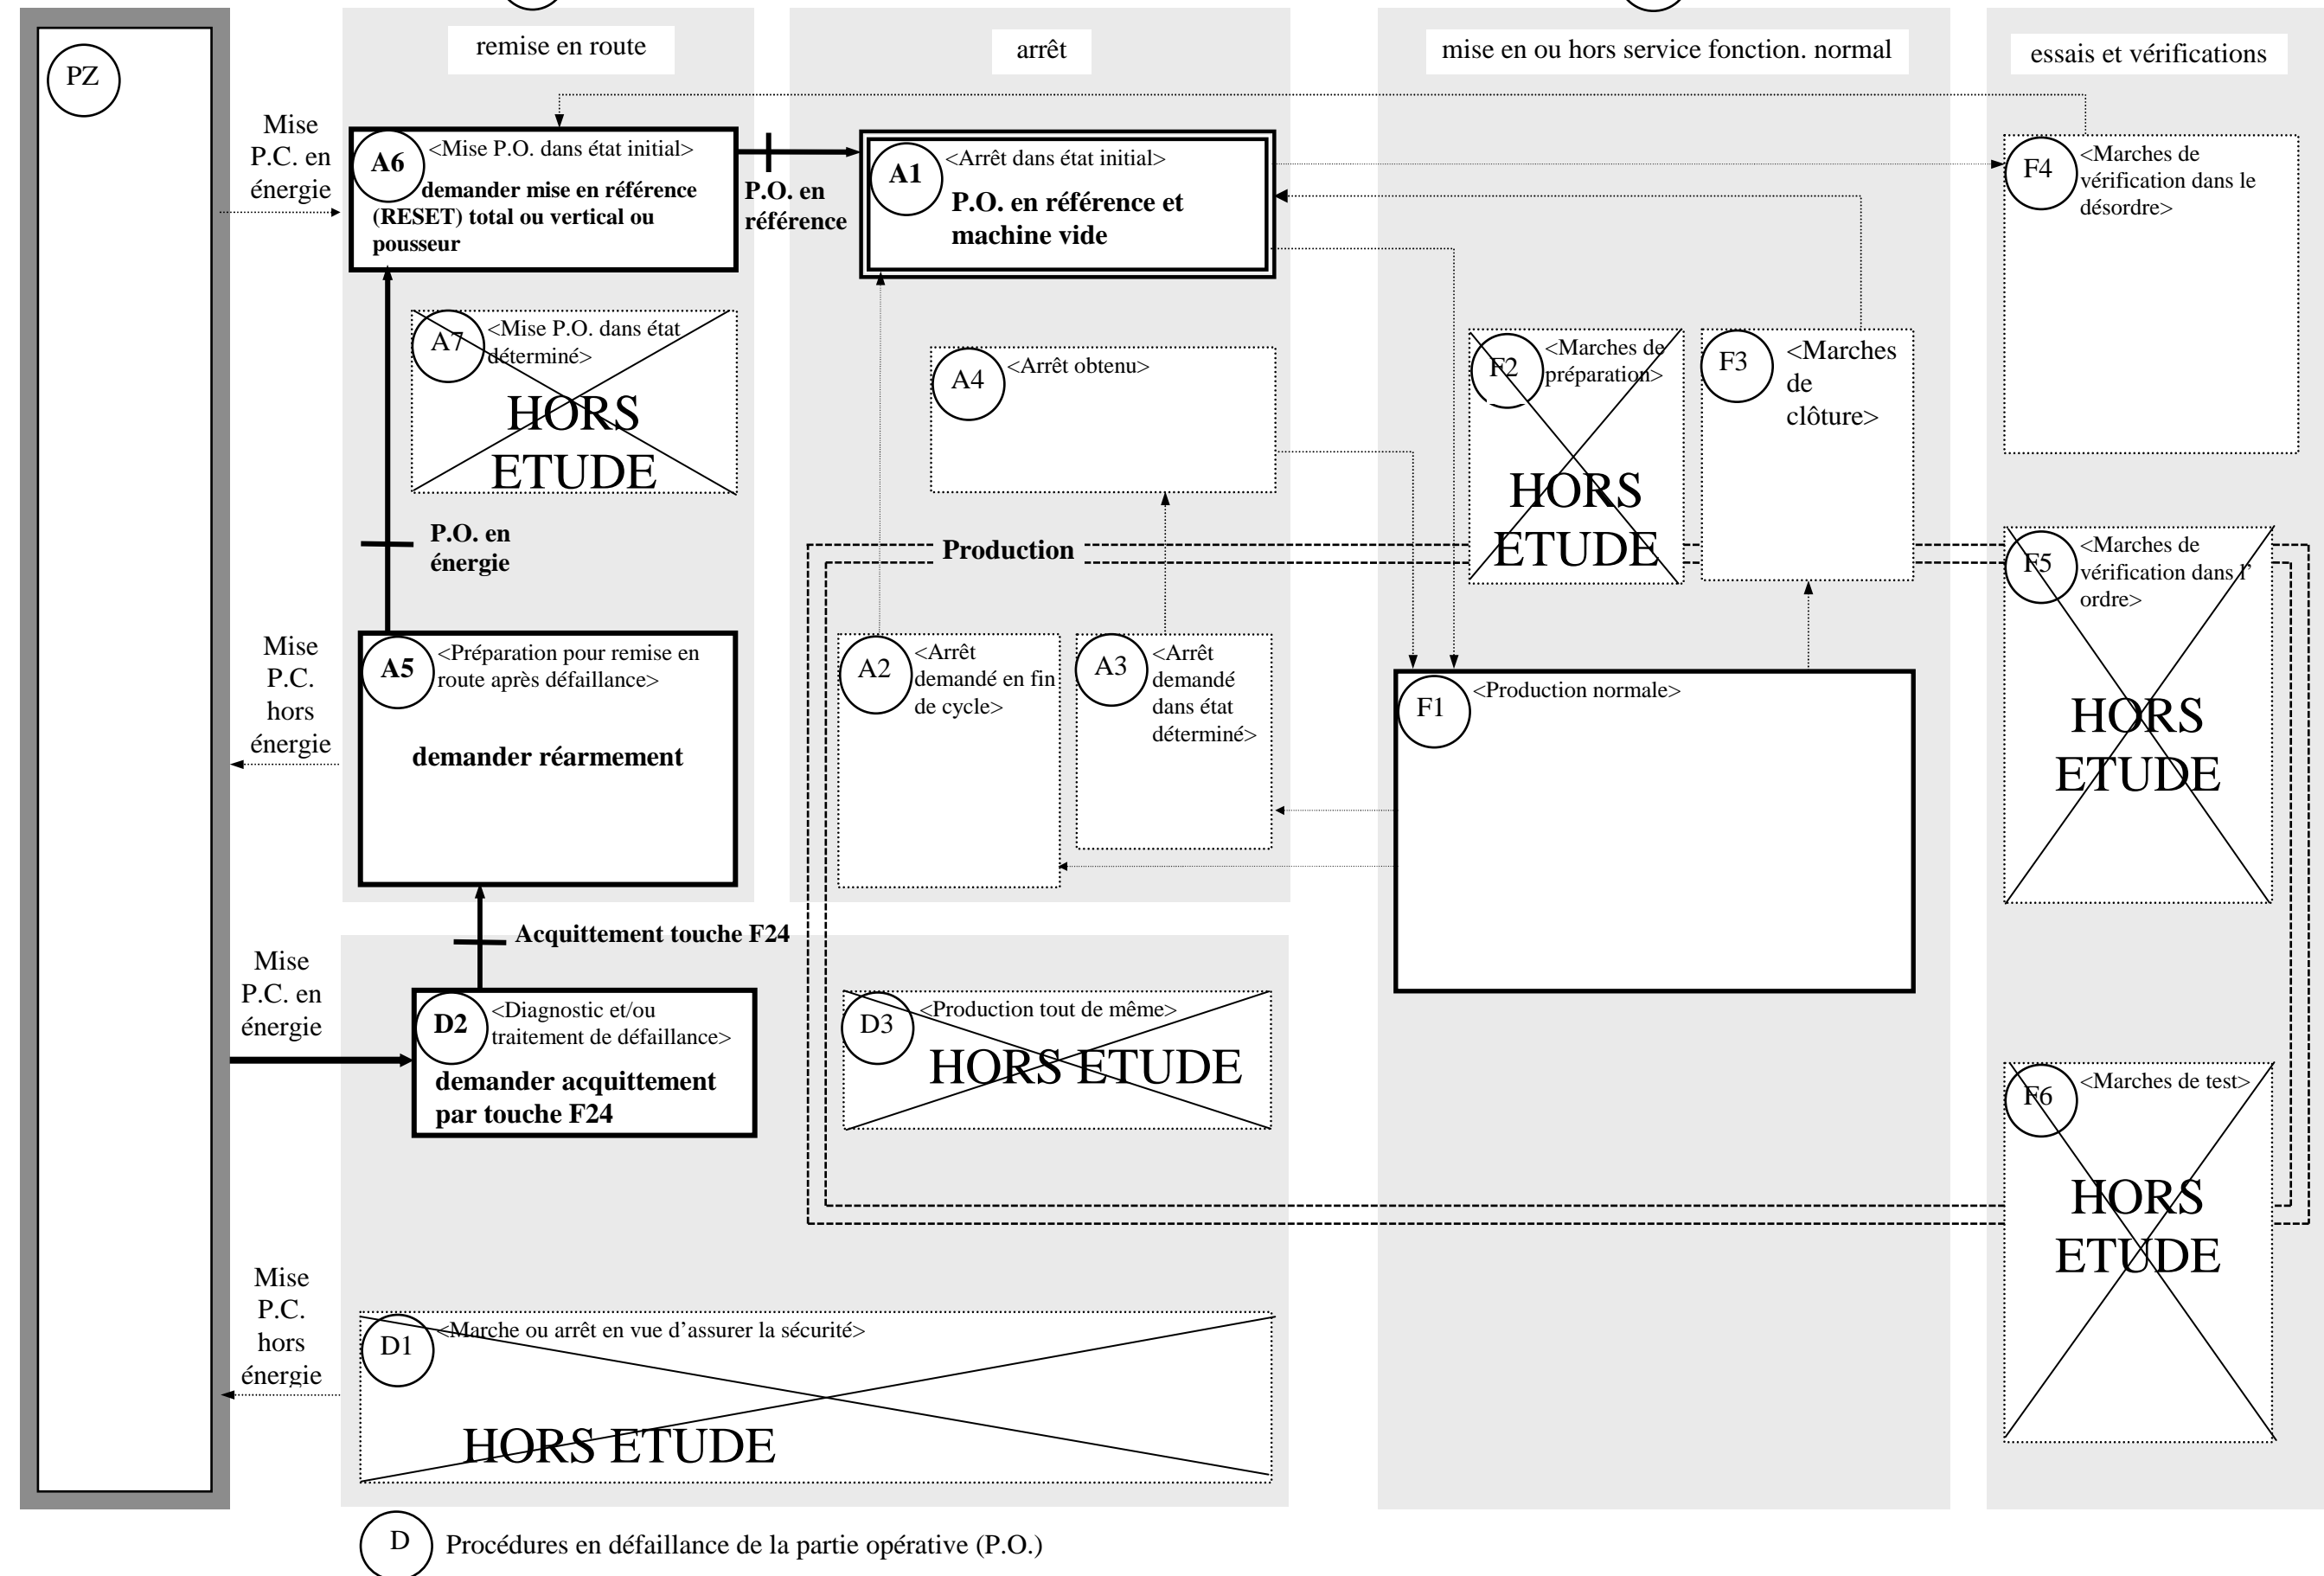 PZ
Mise
P.C. en
énergie
Mise
P.C.
hors
énergie
Mise
P.C. en
énergie
Mise
P.C.
hors
énergie
remise en route
A6
<Mise P.O. dans état initial>
demander mise en référence
(RESET) total ou vertical ou
pousseur
P.O. en
référence
A7
<Mise P.O. dans état
déterminé>
HORS
ETUDE
P.O. en
énergie
A5
<Préparation pour remise en
route après défaillance>
demander réarmement
Acquittement touche F24
D2
<Diagnostic et/ou
traitement de défaillance>
demander acquittement
par touche F24
arrêt
A1
<Arrêt dans état initial>
P.O. en référence et
machine vide
A4
<Arrêt obtenu>
Production
A2
<Arrêt
demandé en fin
de cycle>
A3
<Arrêt
demandé
dans état
déterminé>
D3
<Production tout de même>
HORS ETUDE
D1
<Marche ou arrêt en vue d’assurer la sécurité>
HORS ETUDE
mise en ou hors service fonction. normal
F2
<Marches de
préparation>
HORS
ETUDE
F3
<Marches
de
clôture>
F1
<Production normale>
essais et vérifications
F4
<Marches de
vérification dans le
désordre>
F5
<Marches de
vérification dans l’
ordre>
HORS
ETUDE
F6
<Marches de test>
HORS
ETUDE
D
Procédures en défaillance de la partie opérative (P.O.)